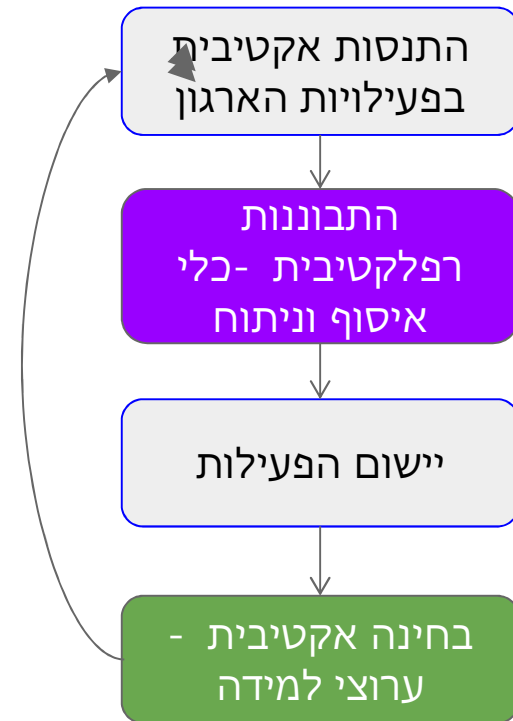 התנסות אקטיבית
בפעילויות הארגון
התבוננות
רפלקטיבית -כלי
איסוף וניתוח
יישום הפעילות
בחינה אקטיבית -
ערוצי למידה